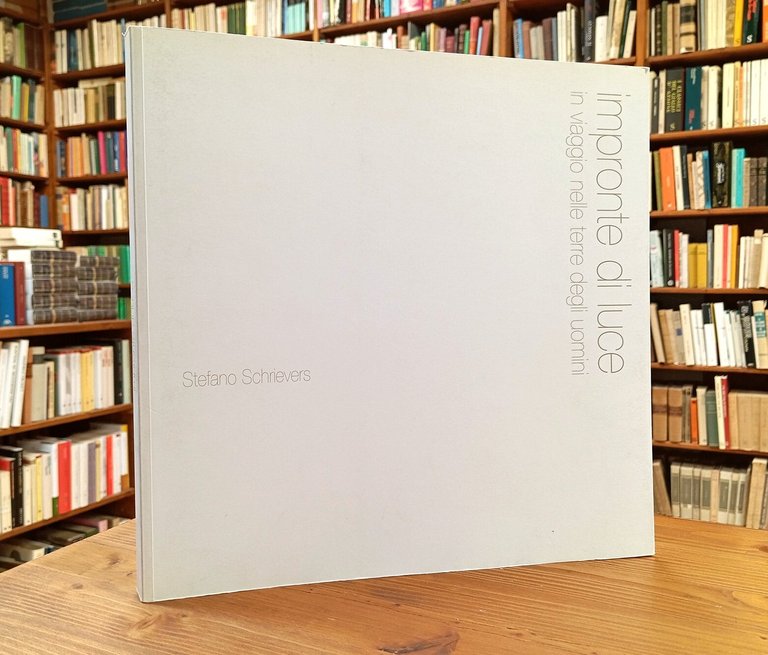 impronte di luce
in viaggio nelle terre degli uomini
Stefano Schrievers